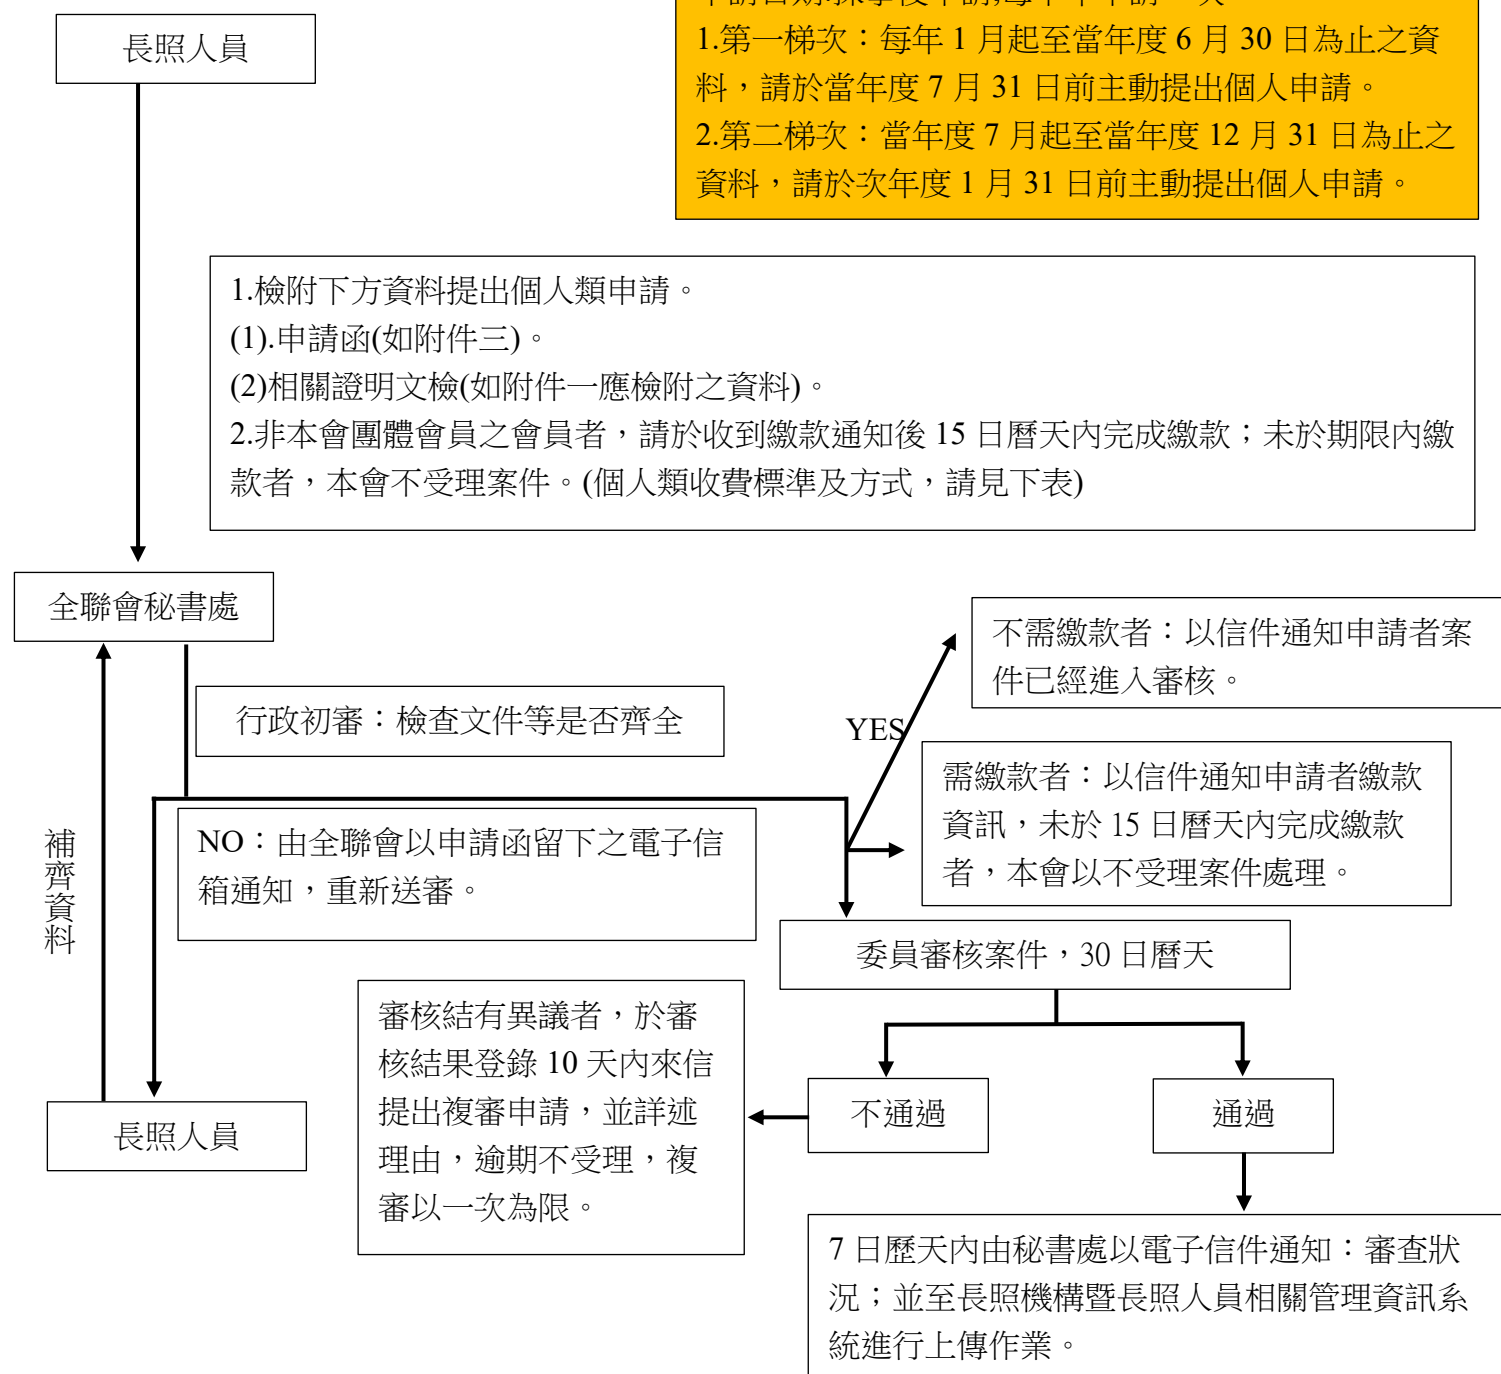 長照人員
1.第一梯次：每年 1 月起至當年度 6 月 30 日為止之資
料，請於當年度 7 月 31 日前主動提出個人申請。
2.第二梯次：當年度 7 月起至當年度 12 月 31 日為止之
資料，請於次年度 1 月 31 日前主動提出個人申請。
1.檢附下方資料提出個人類申請。
(1).申請函(如附件三)。
(2)相關證明文檢(如附件一應檢附之資料)。
2.非本會團體會員之會員者，請於收到繳款通知後 15 日曆天內完成繳款；未於期限內繳
款者，本會不受理案件。(個人類收費標準及方式，請見下表)
全聯會秘書處
不需繳款者：以信件通知申請者案
件已經進入審核。
行政初審：檢查文件等是否齊全
YES
需繳款者：以信件通知申請者繳款
資訊，未於 15 日曆天內完成繳款
者，本會以不受理案件處理。
NO：由全聯會以申請函留下之電子信
箱通知，重新送審。
補齊資料
委員審核案件，30 日曆天
審核結有異議者，於審
核結果登錄 10 天內來信
提出複審申請，並詳述
理由，逾期不受理，複
審以一次為限。
不通過
通過
長照人員
7 日歷天內由秘書處以電子信件通知：審查狀
況；並至長照機構暨長照人員相關管理資訊系
統進行上傳作業。